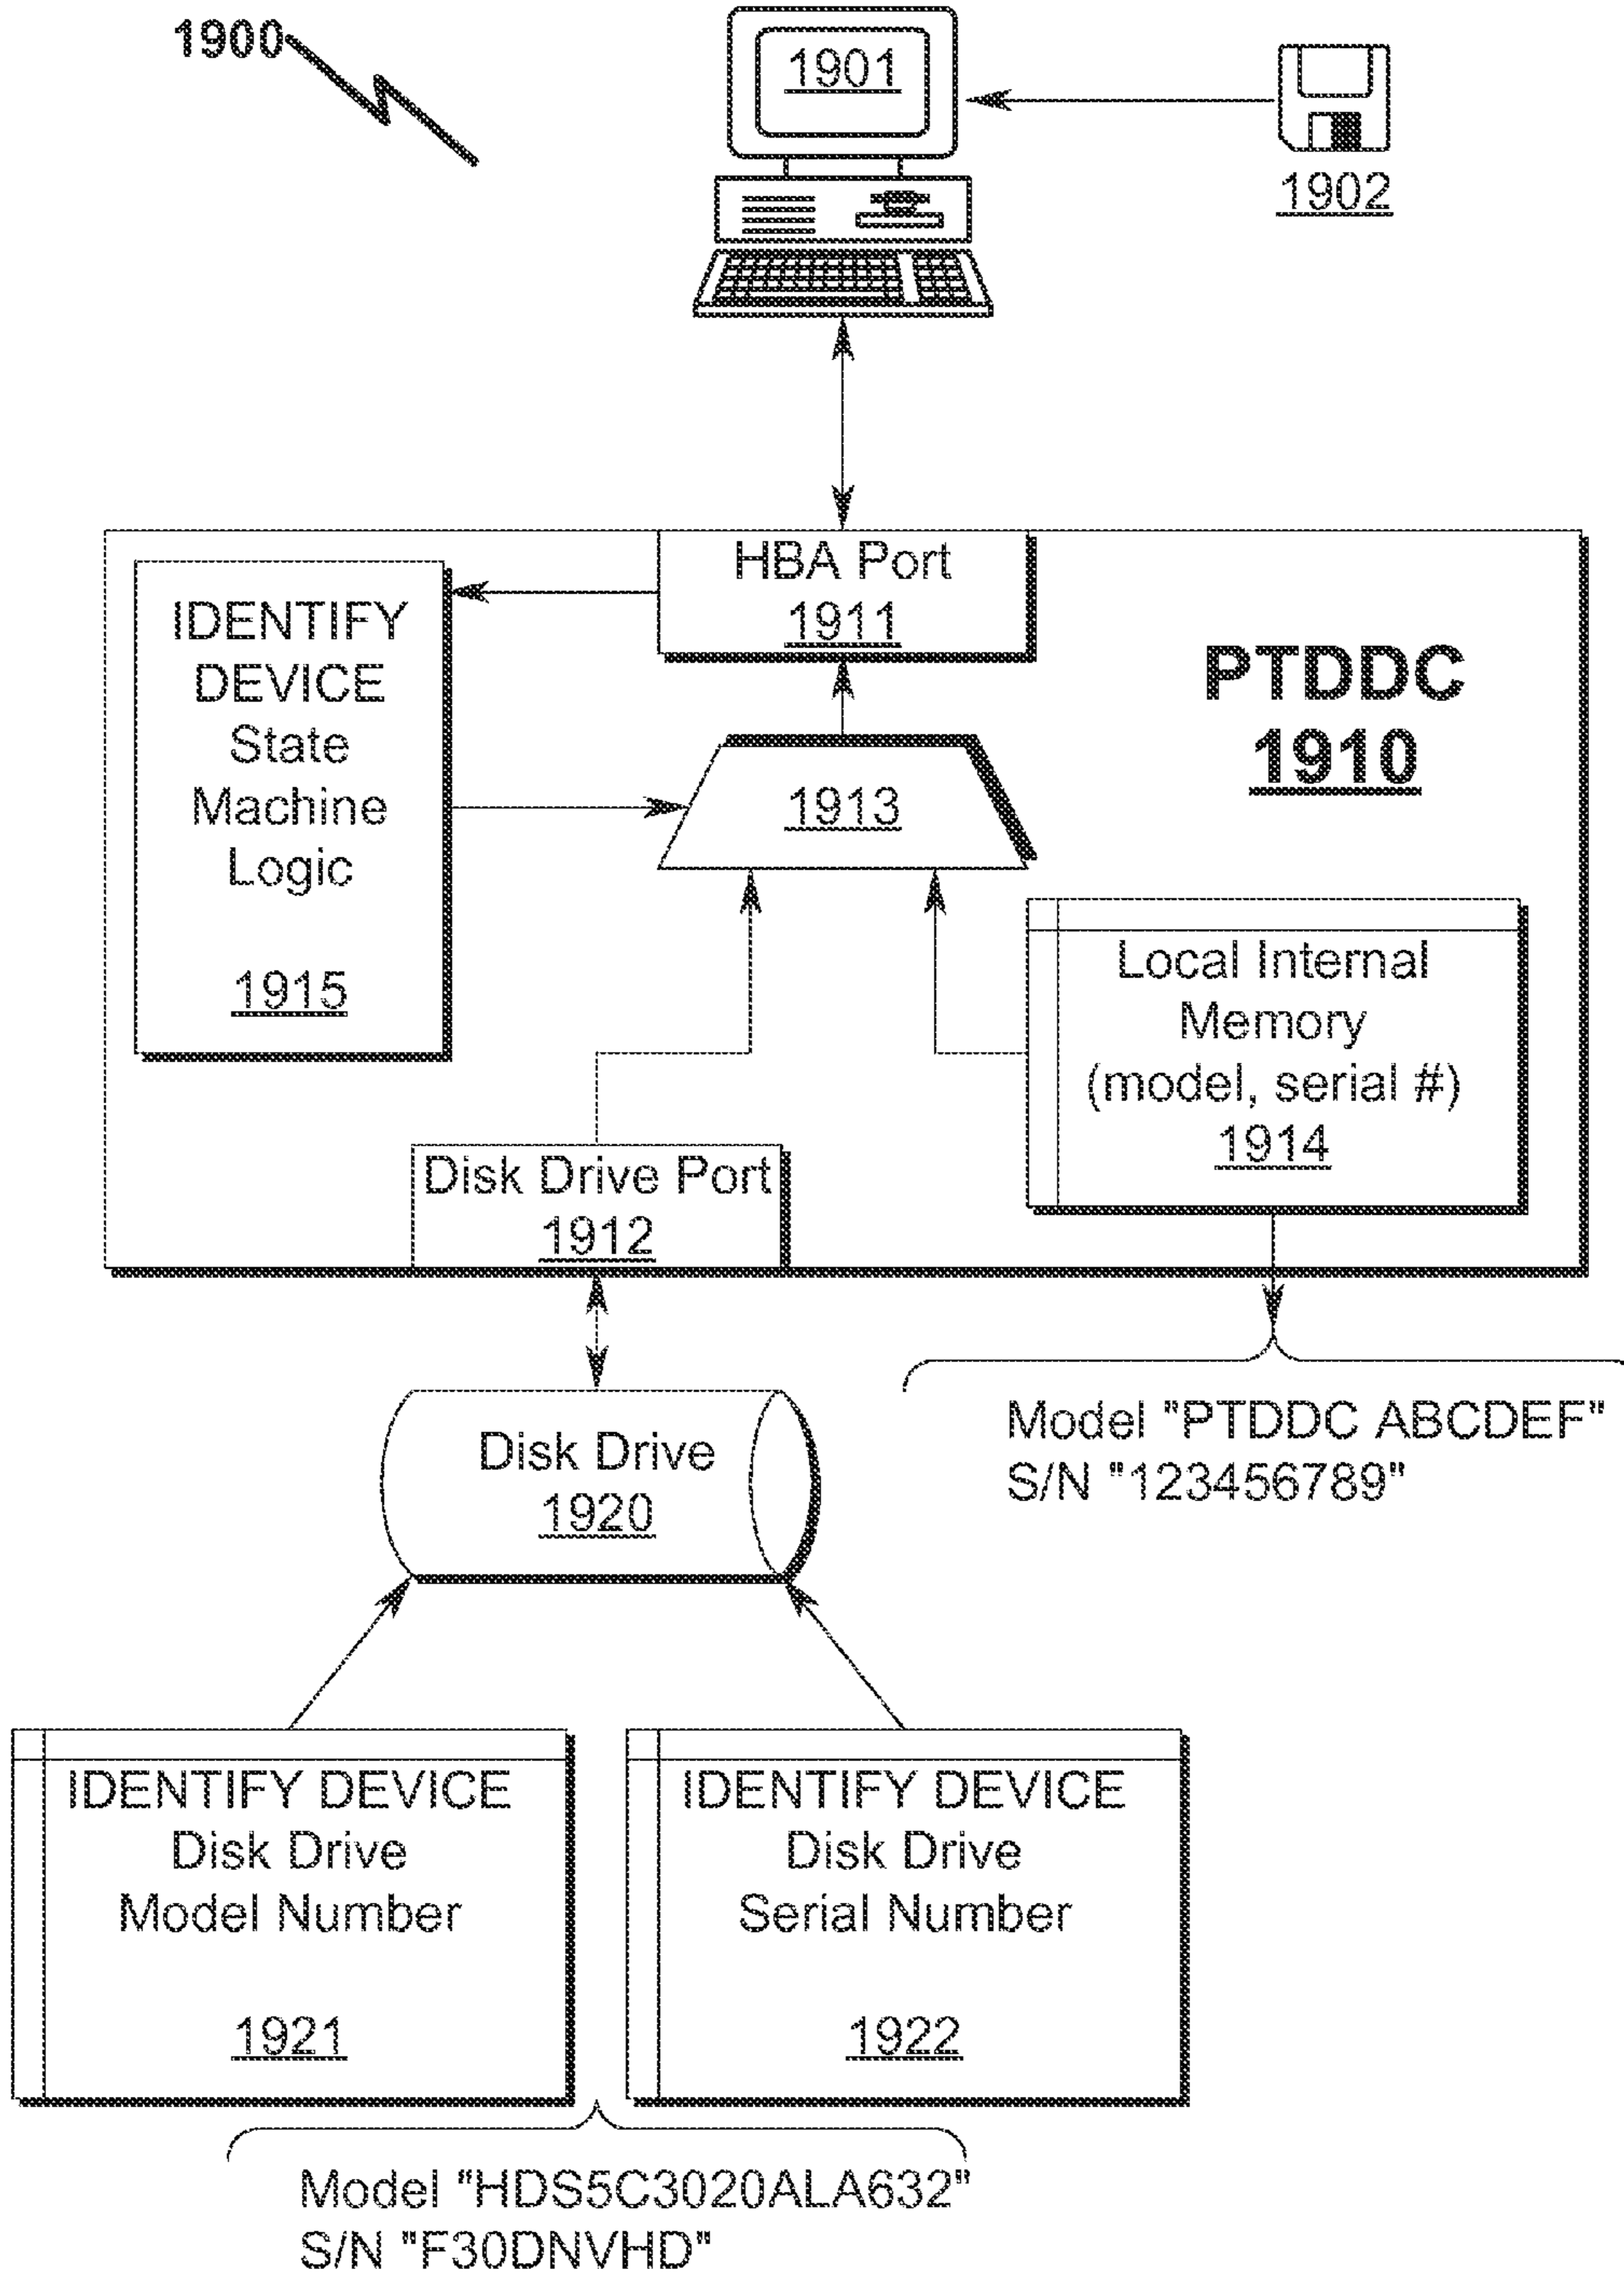 1900
1901
1902
HBA Port
1911
IDENTIFY
DEVICE
State
Machine
Logic
1915
PTDDC
1910
1913
Local Internal
Memory
(model, serial #)
1914
Disk Drive Port
1912
Model "PTDDC ABCDEF"
S/N "123456789"
Disk Drive
1920
IDENTIFY DEVICE
Disk Drive
Model Number
1921
IDENTIFY DEVICE
Disk Drive
Serial Number
1922
Model "HDS5C3020ALA632"
S/N "F30DNVHD"